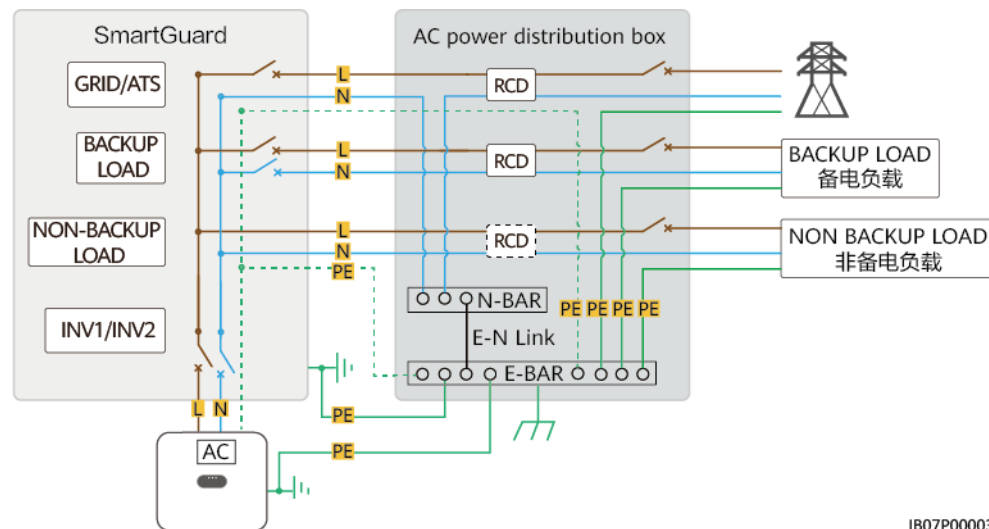 SmartGuard
AC power distribution box
GRID/ATS
L
N
RCD
BACKUP
LOAD
L
N
RCD
BACKUP LOAD
备电负载
NON-BACKUP
LOAD
L
N
PE
RCD
NON BACKUP LOAD
非备电负载
N-BAR
PE PE PE PE
INV1/INV2
E-N Link
E-BAR
L N
PE
AC
PE
IB07P00003